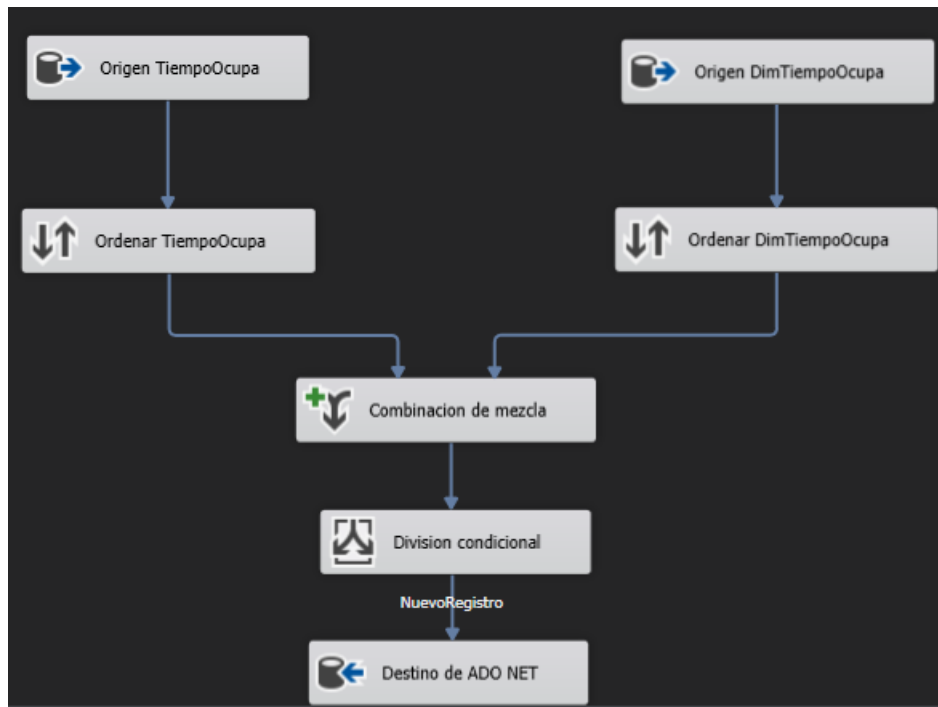 Origen TiempoOcupa
Origen DimTiempoOcupa
Ordenar TiempoOcupa
Ordenar DimTiempoOcupa
Combinacion de mezcla
Division condicional
NuevoRegistro
Destino de ADO NET